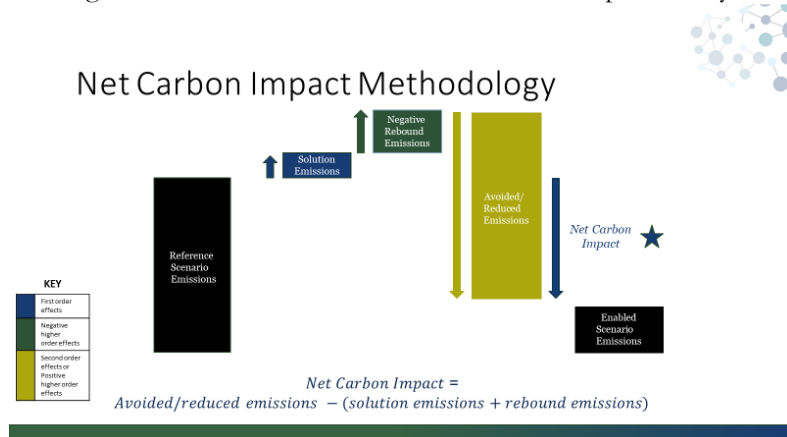 Net Carbon Impact Methodology
Negative
Rebound
Emissions
Solution
Emissions
Avoided/
Reduced
Emissions
Net Carbon
Impact
Reference
Scenario
Emissions
Enabled
Scenario
Emissions
KEY
First order
effects
Negative
higher
order effects
Second order
effects or
Positive
higher order
effects
Net Carbon Impact =
Avoided/reduced emissions − (solution emissions + rebound emissions)